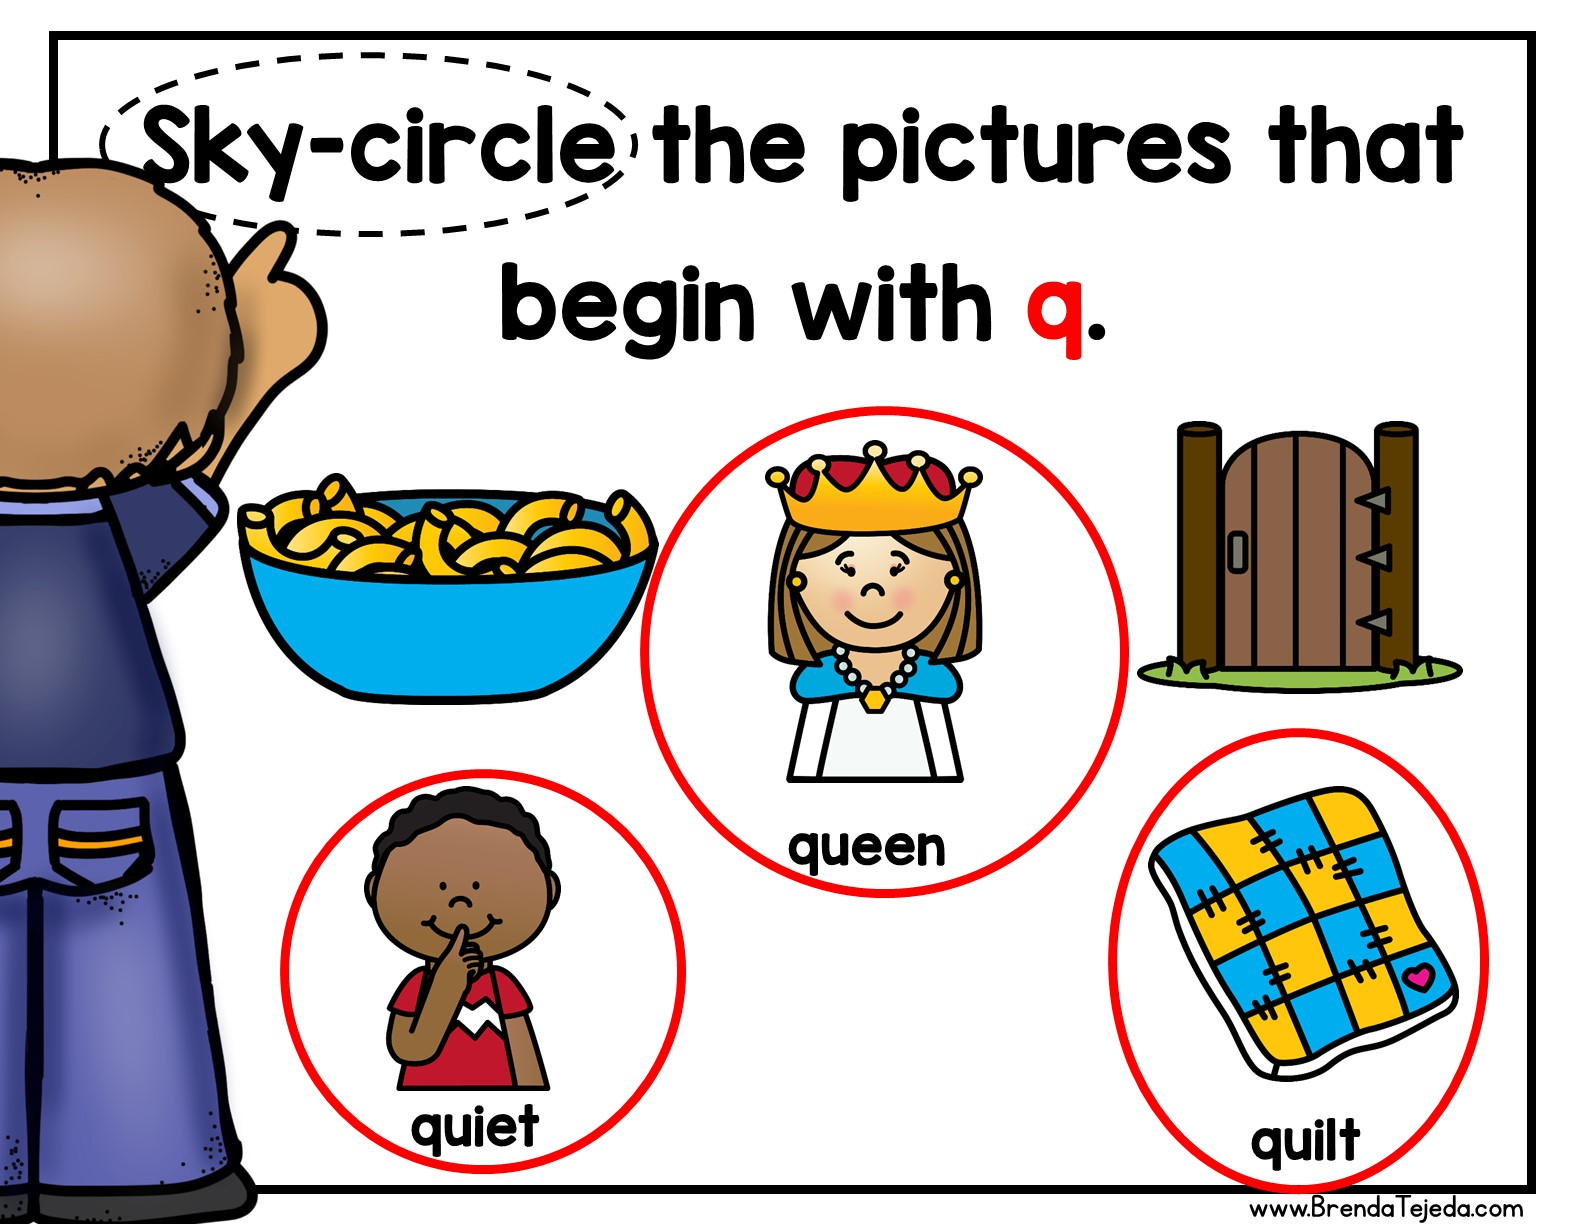 Sky-circle the pictures that
begin with q.
queen
quiet
quilt
www.BrendaTejeda.com